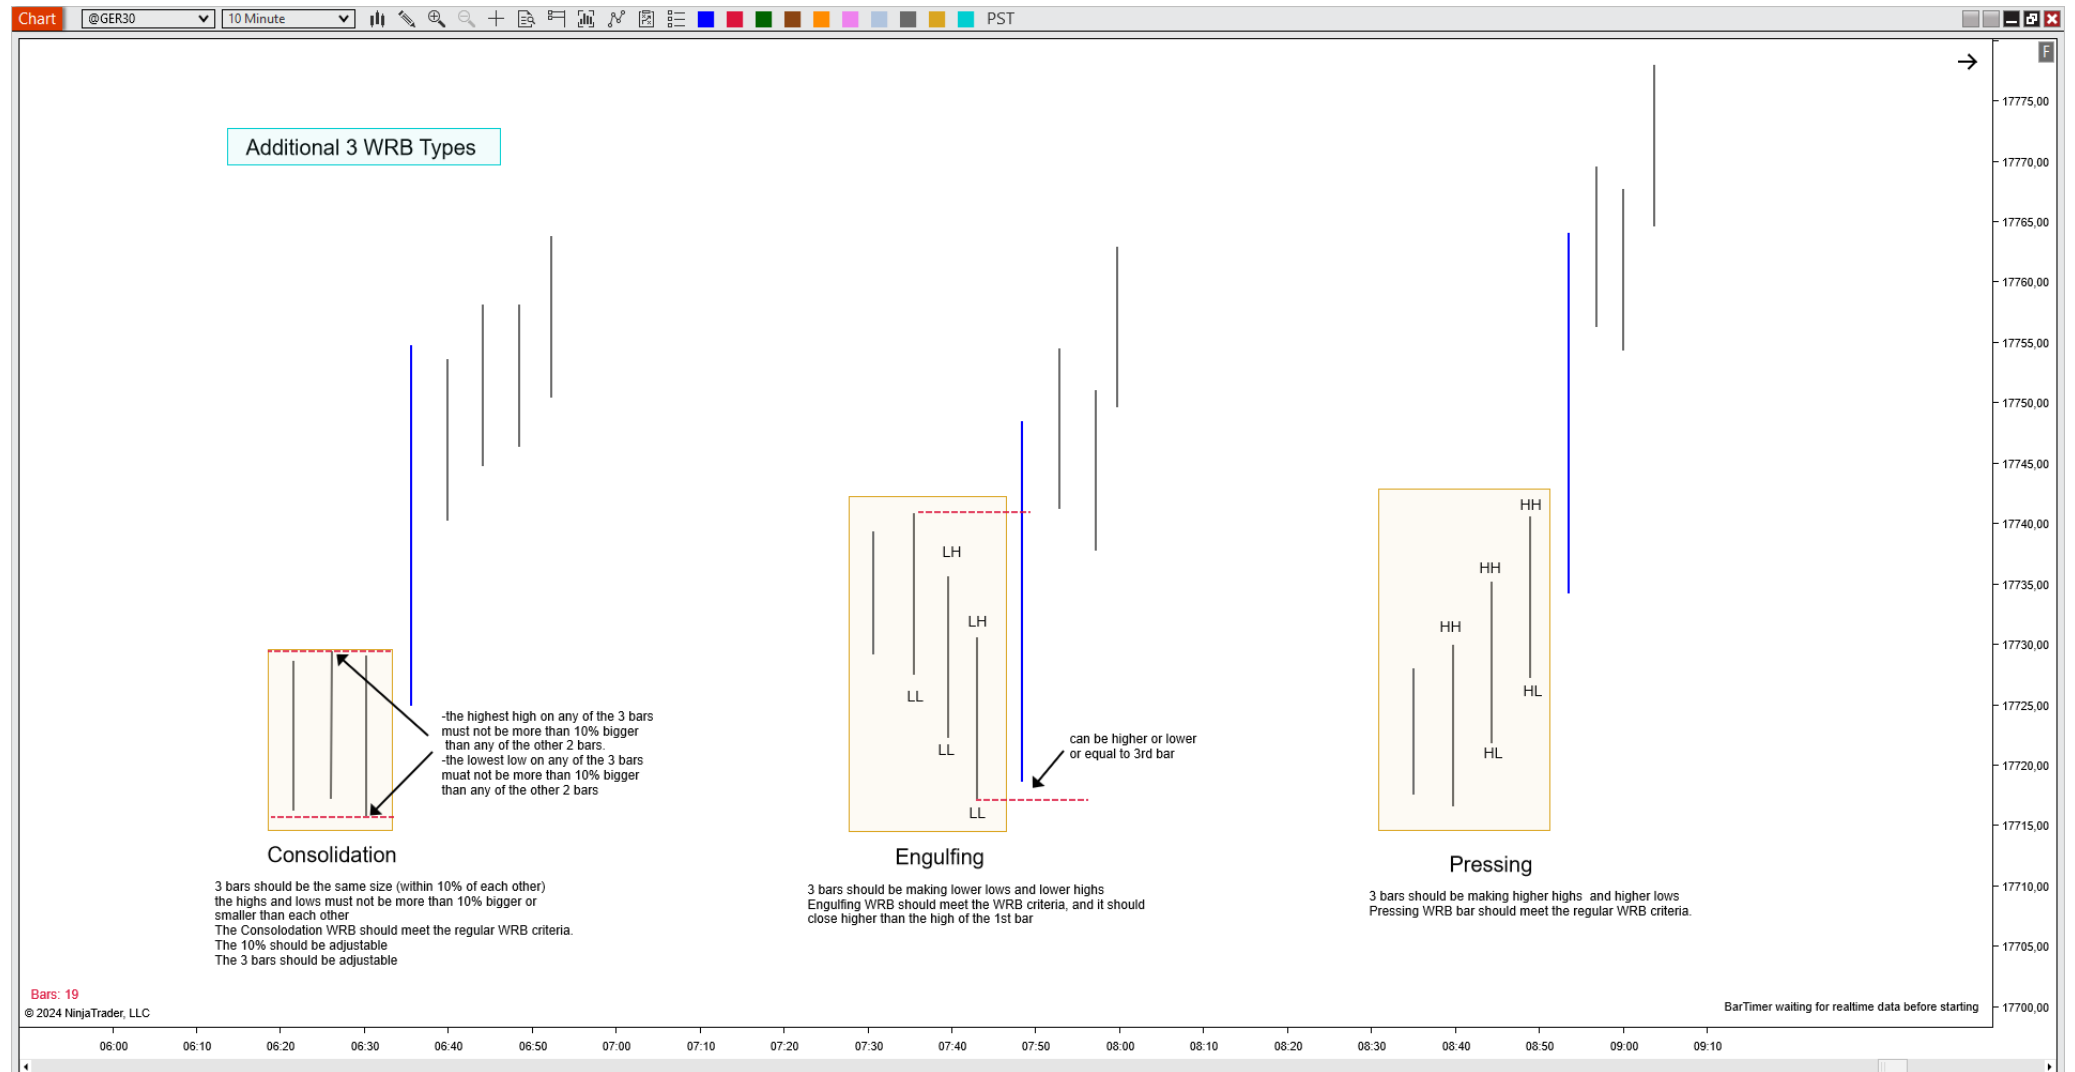 Chart
@GER30
10 Minute
PST
F
Additional 3 WRB Types
17775,00
17770,00
17765,00
17760,00
17755,00
17750,00
17745,00
17740,00
17735,00
17730,00
17725,00
17720,00
17715,00
17710,00
17705,00
17700,00
-the highest high on any of the 3 bars
must not be more than 10% bigger
than any of the other 2 bars.
-the lowest low on any of the 3 bars
muat not be more than 10% bigger
than any of the other 2 bars
Consolidation
3 bars should be the same size (within 10% of each other)
the highs and lows must not be more than 10% bigger or
smaller than each other
The Consolodation WRB should meet the regular WRB criteria.
The 10% should be adjustable
The 3 bars should be adjustable
LH
LH
LL
LL
LL
can be higher or lower
or equal to 3rd bar
Engulfing
3 bars should be making lower lows and lower highs
Engulfing WRB should meet the WRB criteria, and it should
close higher than the high of the 1st bar
HH
HH
HH
HL
HL
Pressing
3 bars should be making higher highs and higher lows
Pressing WRB bar should meet the regular WRB criteria.
Bars: 19
© 2024 NinjaTrader, LLC
BarTimer waiting for realtime data before starting
06:00 06:10 06:20 06:30 06:40 06:50 07:00 07:10 07:20 07:30 07:40 07:50 08:00 08:10 08:20 08:30 08:40 08:50 09:00 09:10